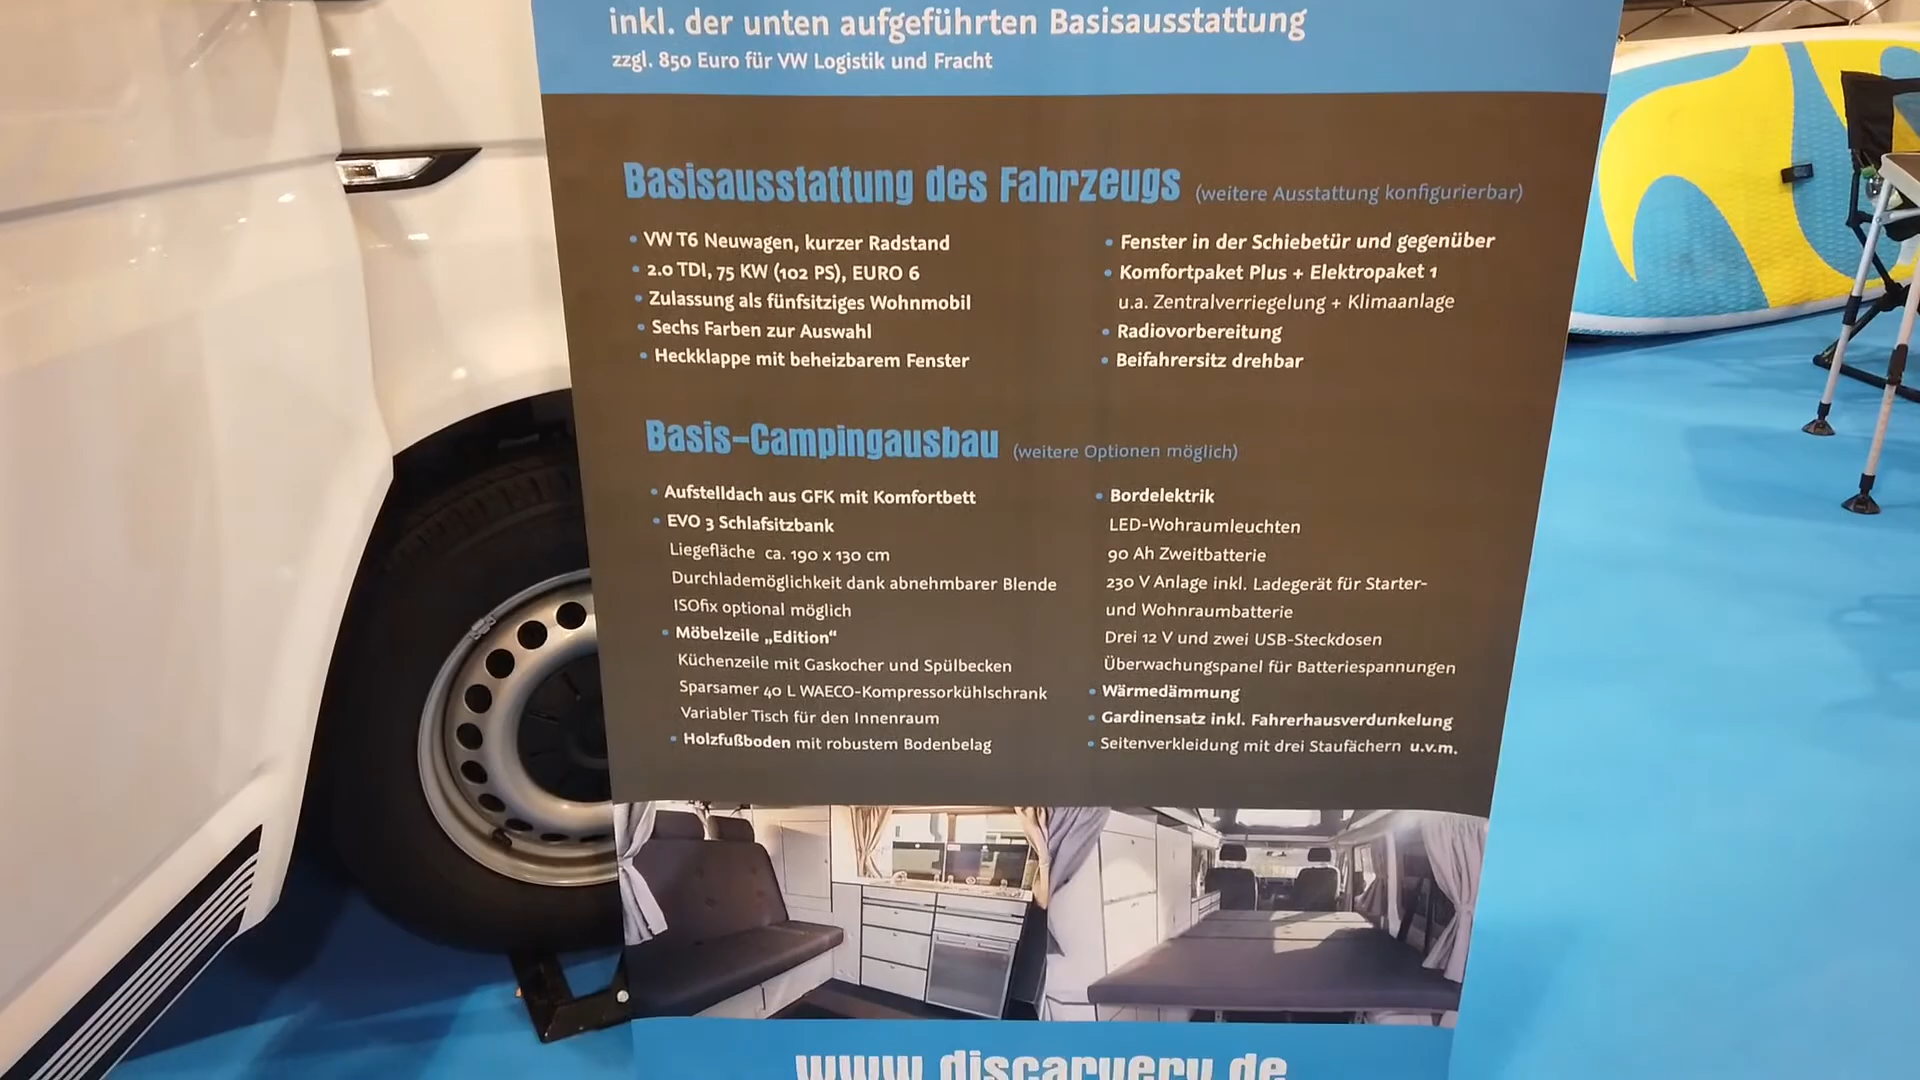 inkl. der unten aufgeführten Basisausstattung
zzgl. 850 Euro für VW Logistik und Fracht
Basisausstattung des Fahrzeugs (weitere Ausstattung konfigurierbar)
• VW T6 Neuwagen, kurzer Radstand
• 2.0 TDI, 75 KW (102 PS), EURO 6
• Zulassung als fünfsitziges Wohnmobil
• Sechs Farben zur Auswahl
• Heckklappe mit beheizbarem Fenster
• Fenster in der Schiebetür und gegenüber
• Komfortpaket Plus + Elektropaket 1
u.a. Zentralverriegelung + Klimaanlage
• Radiovorbereitung
• Beifahrersitz drehbar
Basis-Campingausbau (weitere Optionen möglich)
• Aufstelldach aus GFK mit Komfortbett
• EVO 3 Schlafsitzbank
Liegefläche ca. 190 x 130 cm
Durchlademöglichkeit dank abnehmbarer Blende
ISOfix optional möglich
• Möbelzeile „Edition“
Küchenzeile mit Gaskocher und Spülbecken
Sparsamer 40 L WAECO-Kompressorkühlschrank
Variabler Tisch für den Innenraum
• Holzfußboden mit robustem Bodenbelag
• Bordelektrik
LED-Wohraumleuchten
90 Ah Zweitbatterie
230 V Anlage inkl. Ladegerät für Starter-
und Wohnraumbatterie
Drei 12 V und zwei USB-Steckdosen
Überwachungspanel für Batteriespannungen
• Wärmedämmung
• Gardinensatz inkl. Fahrerhausverdunkelung
• Seitenverkleidung mit drei Staufächern u.v.m.
www.discarvery.de